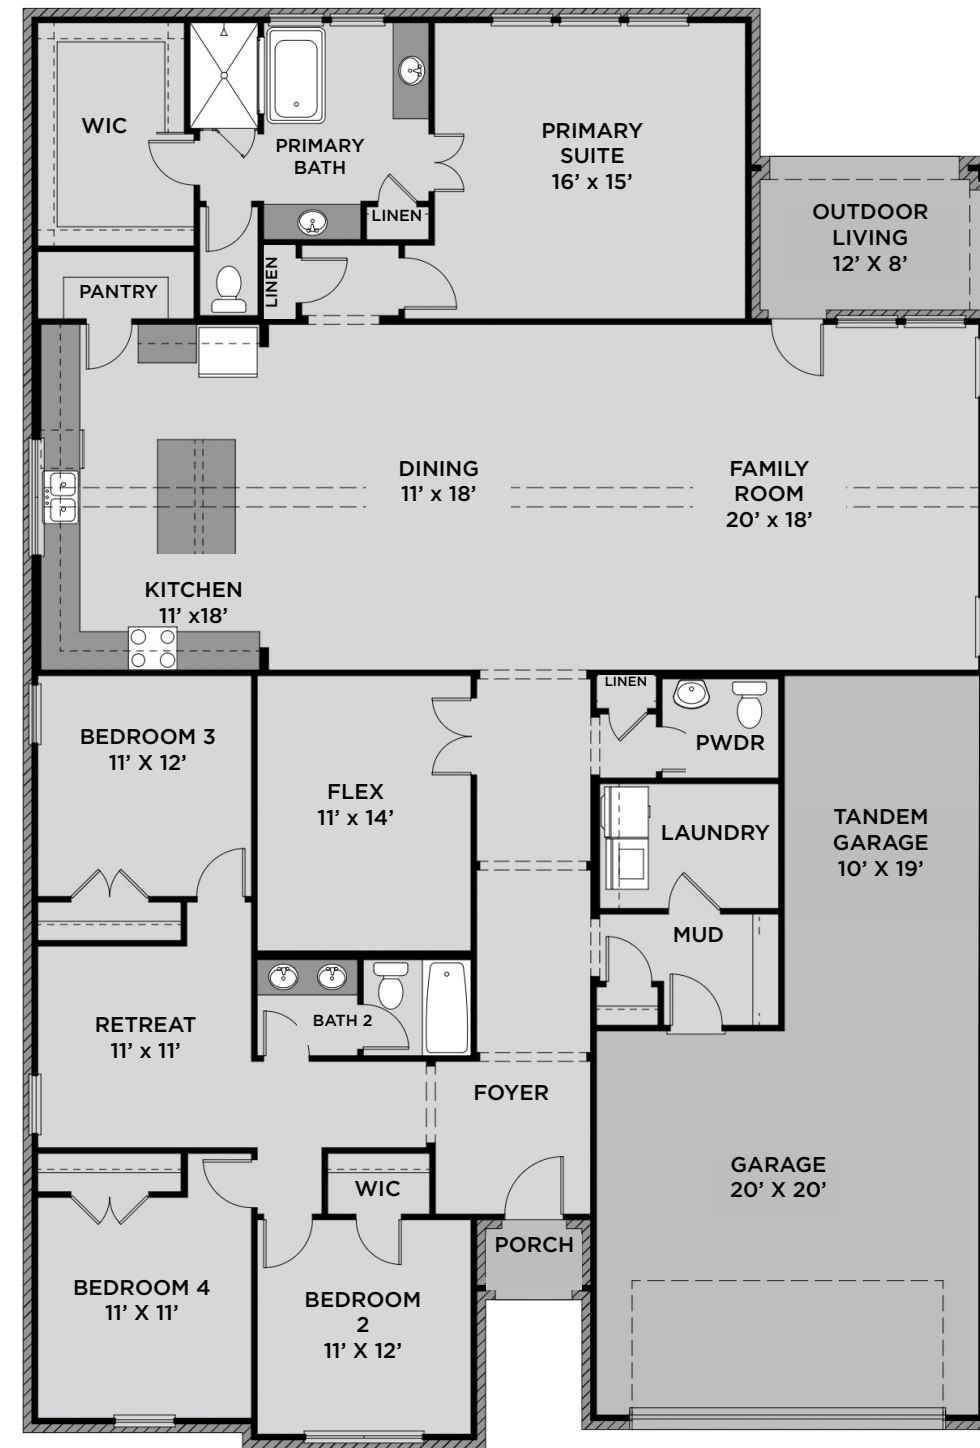 WIC
PRIMARY
BATH
PRIMARY
SUITE
16’ x 15’
LINEN
OUTDOOR
LIVING
12’ X 8’
LINEN
PANTRY
DINING
11’ x 18’
FAMILY
ROOM
20’ x 18’
KITCHEN
11’ x18’
LINEN
BEDROOM 3
11’ X 12’
PWDR
FLEX
11’ x 14’
LAUNDRY
TANDEM
GARAGE
10’ X 19’
MUD
RETREAT
11’ x 11’
BATH 2
FOYER
GARAGE
20’ X 20’
WIC
PORCH
BEDROOM 4
11’ X 11’
BEDROOM
2
11’ X 12’